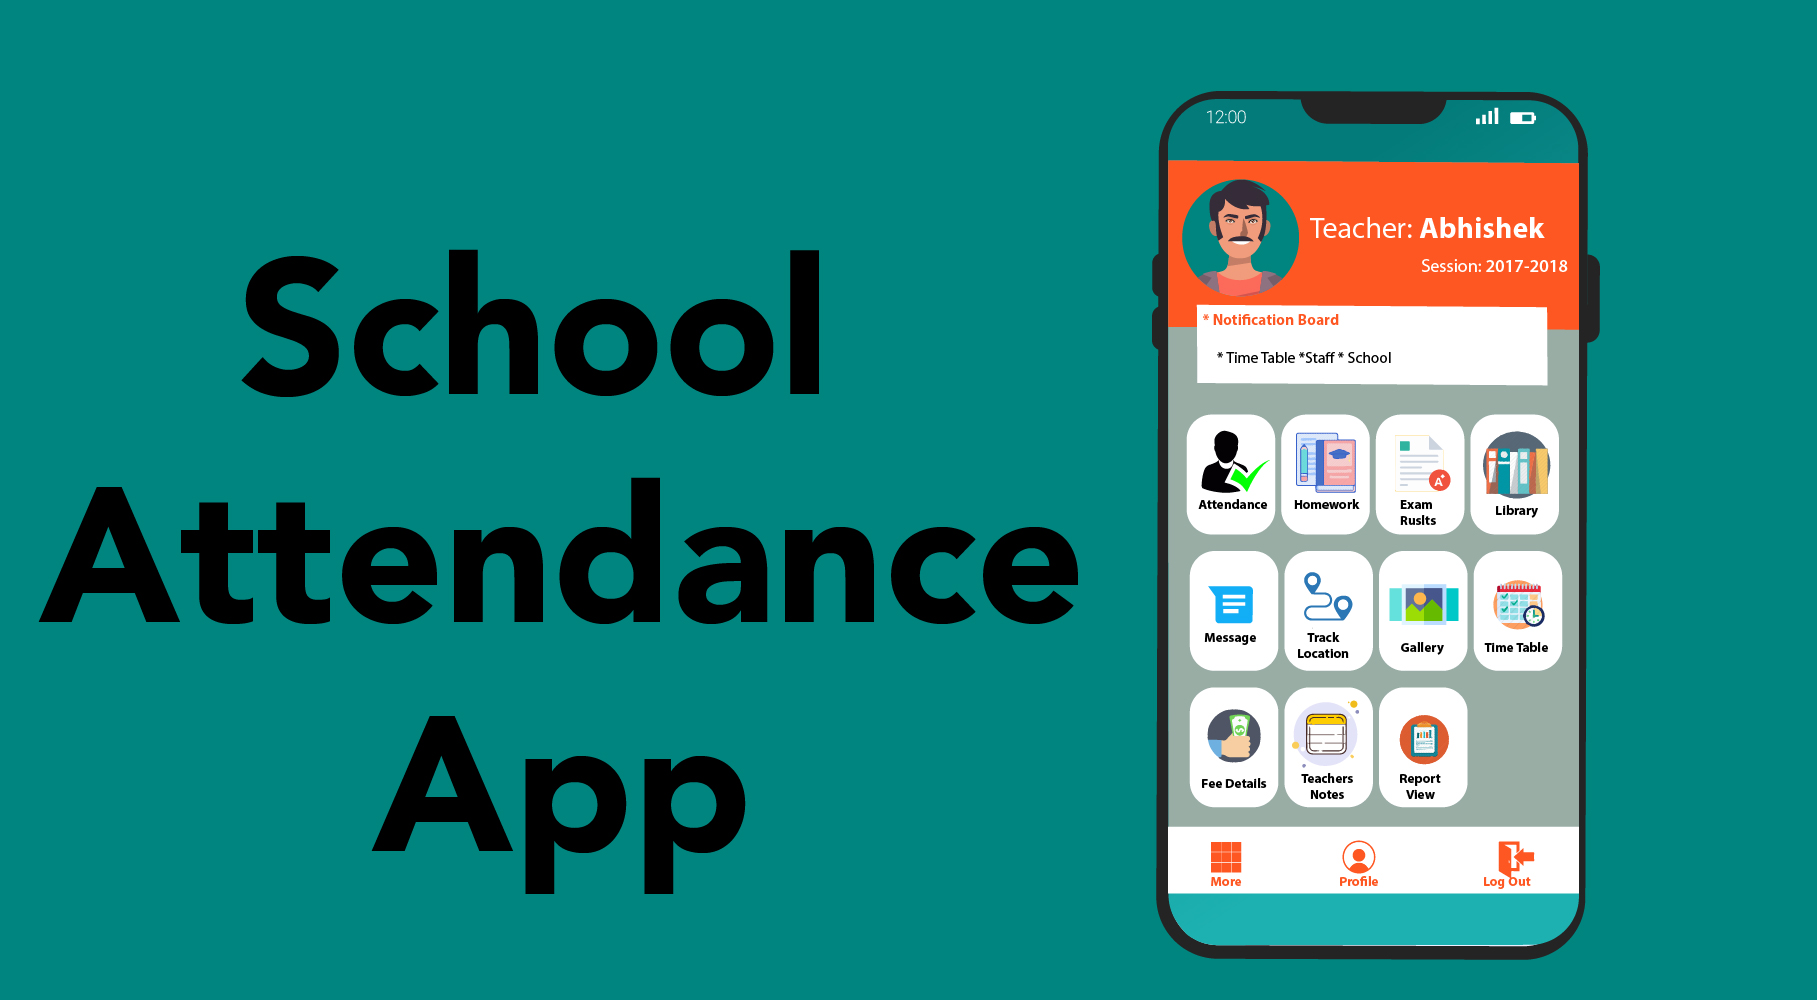 School
Attendance
App
12:00
Teacher: Abhishek
Session: 2017-2018
* Notification Board
* Time Table *Staff * School
Attendance
Homework
Exam
Ruslts
Library
Message
Track
Location
Gallery
Time Table
Fee Details
Teachers
Notes
Report
View
More
Profile
Log Out